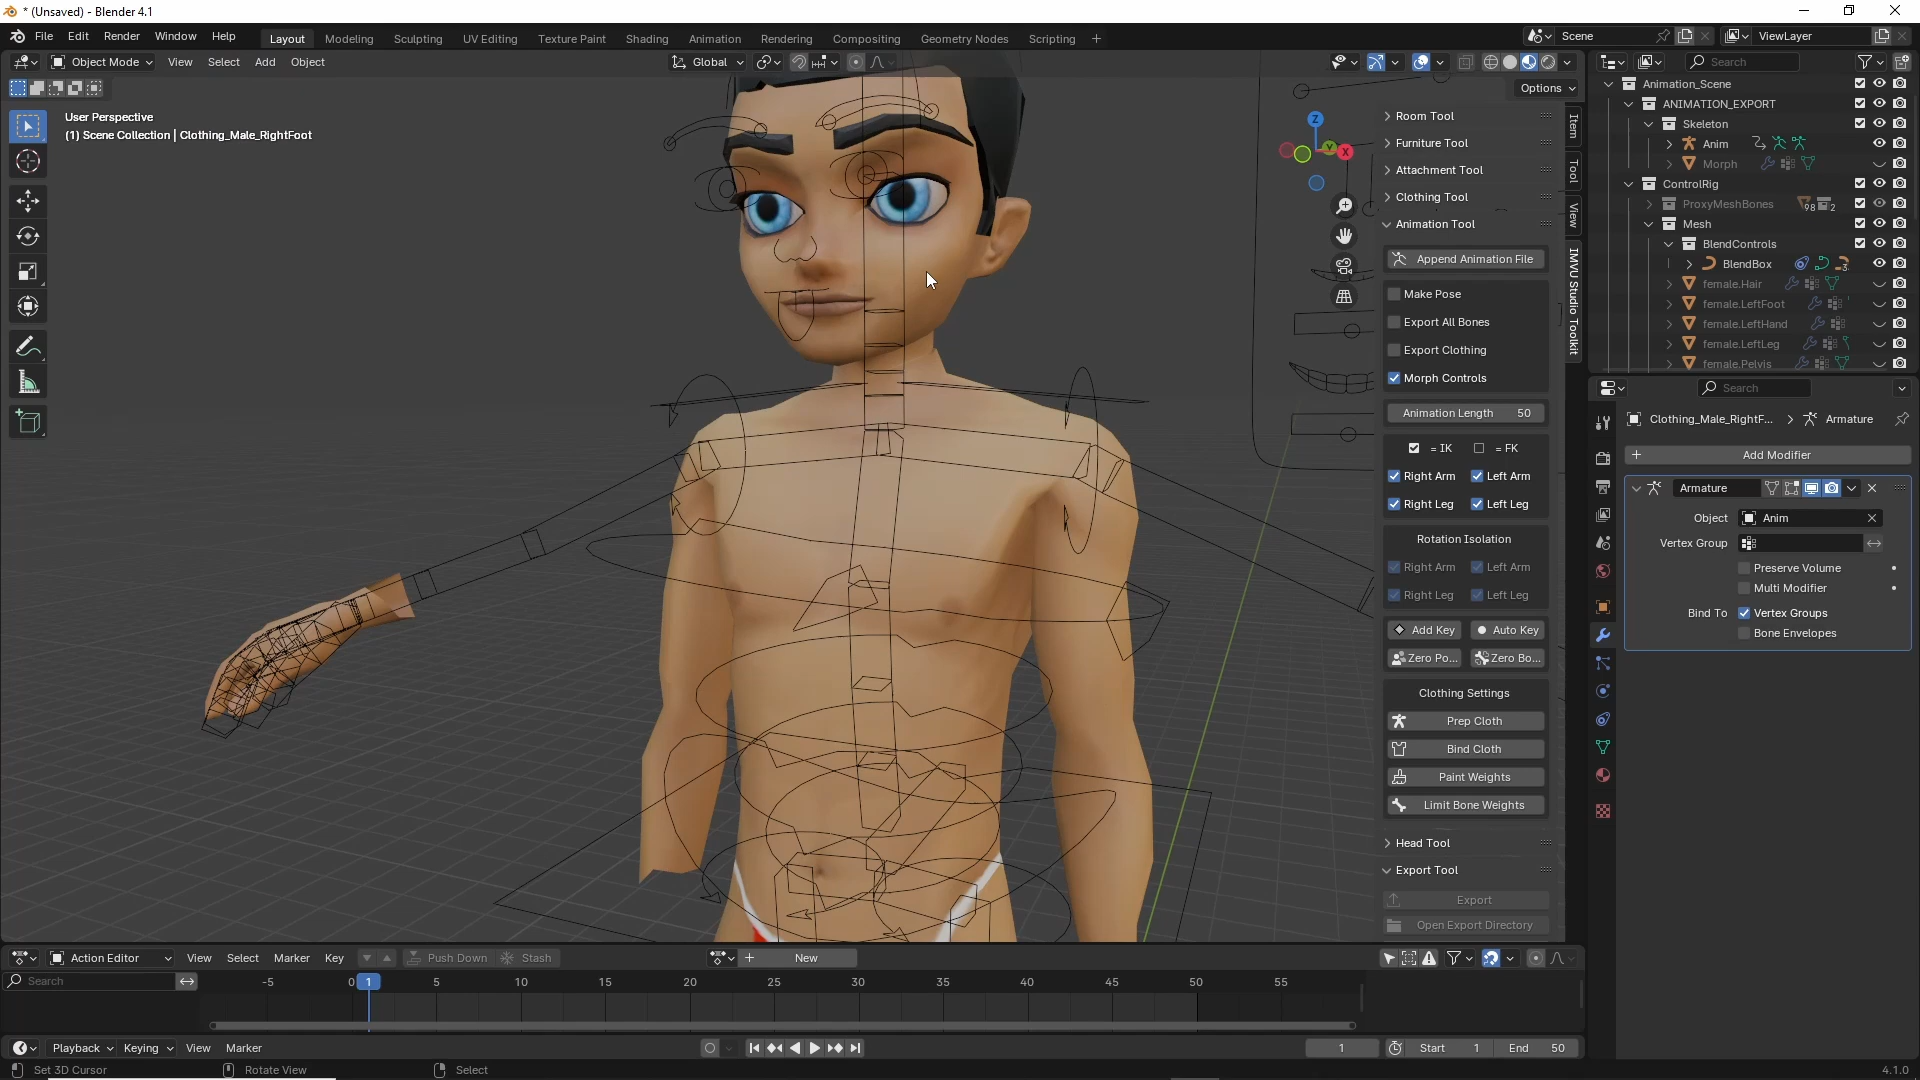 * (Unsaved) - Blender 4.1
File Edit Render Window Help
Layout Modeling Sculpting UV Editing Texture Paint Shading Animation Rendering Compositing Geometry Nodes Scripting +
Scene
ViewLayer
Object Mode View Select Add Object
Global
Search
Options
User Perspective
(1) Scene Collection | Clothing_Male_RightFoot
Z
Y
X
Item
Tool
View
IMVU Studio Toolkit
Room Tool
Furniture Tool
Attachment Tool
Clothing Tool
Animation Tool
Append Animation File
Make Pose
Export All Bones
Export Clothing
Morph Controls
Animation Length 50
= IK = FK
Right Arm Left Arm
Right Leg Left Leg
Rotation Isolation
Right Arm Left Arm
Right Leg Left Leg
Add Key Auto Key
Zero Po... Zero Bo...
Clothing Settings
Prep Cloth
Bind Cloth
Paint Weights
Limit Bone Weights
Head Tool
Export Tool
Export
Open Export Directory
Animation_Scene
ANIMATION_EXPORT
Skeleton
Anim
Morph
ControlRig
ProxyMeshBones 98 2
Mesh
BlendControls
BlendBox 3
female.Hair
female.LeftFoot
female.LeftHand
female.LeftLeg
female.Pelvis
Search
Clothing_Male_RightF... > Armature
+ Add Modifier
Armature
Object Anim
Vertex Group
Preserve Volume
Multi Modifier
Bind To Vertex Groups
Bone Envelopes
Action Editor View Select Marker Key Push Down Stash + New
Search
-5 0 1 5 10 15 20 25 30 35 40 45 50 55
Playback Keying View Marker
1 Start 1 End 50
Set 3D Cursor Rotate View Select
4.1.0